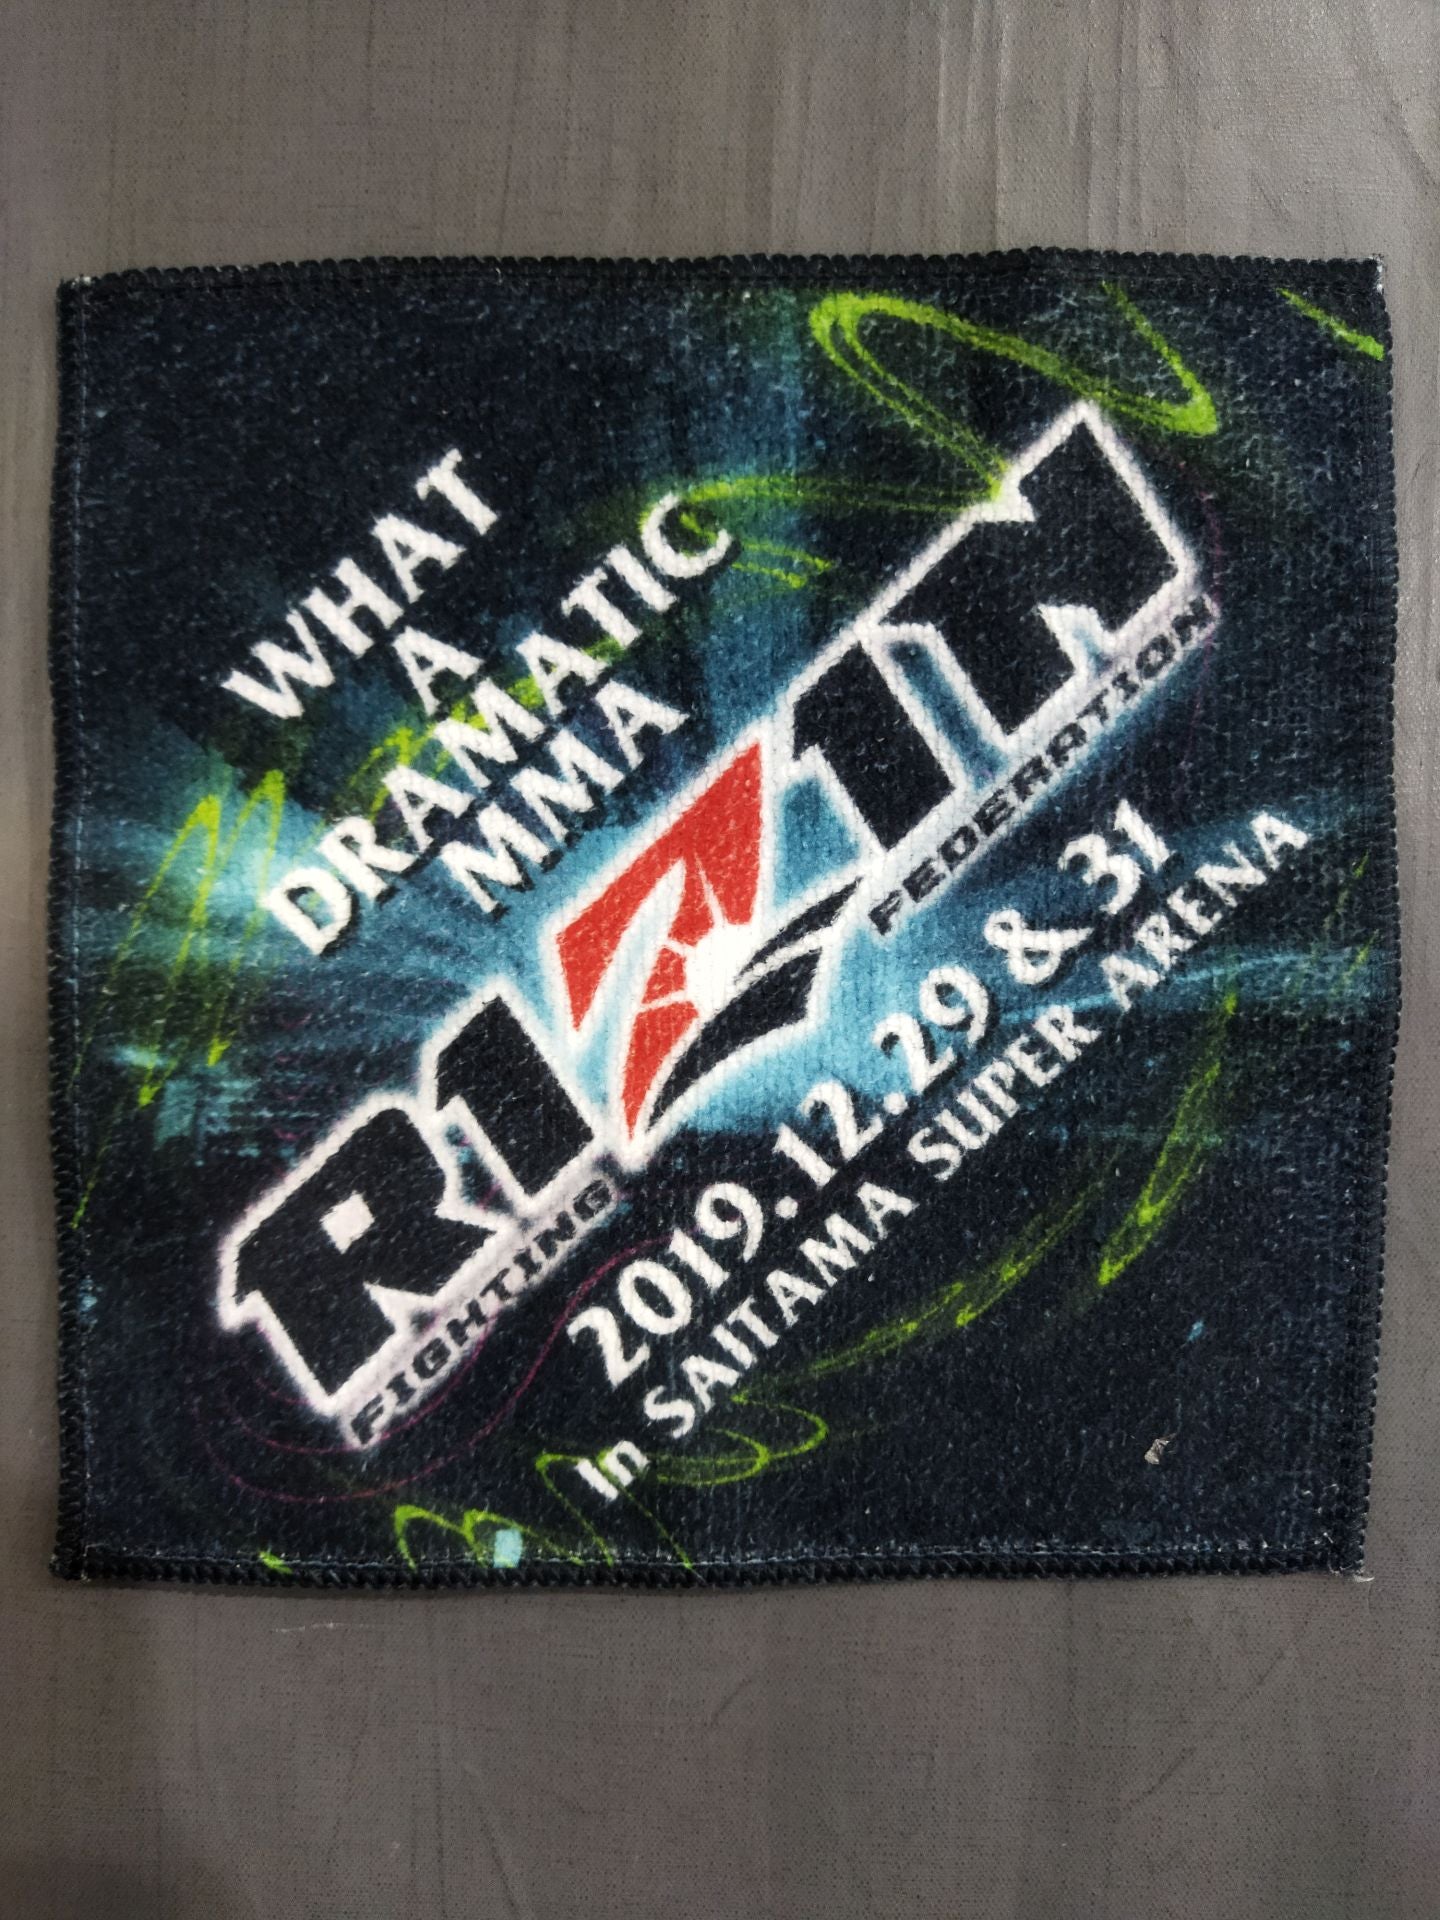 WHAT
A
DRAMATIC
MMA
RIZIN
FIGHTING FEDERATION
2019.12.29 & 31
In SAITAMA SUPER ARENA